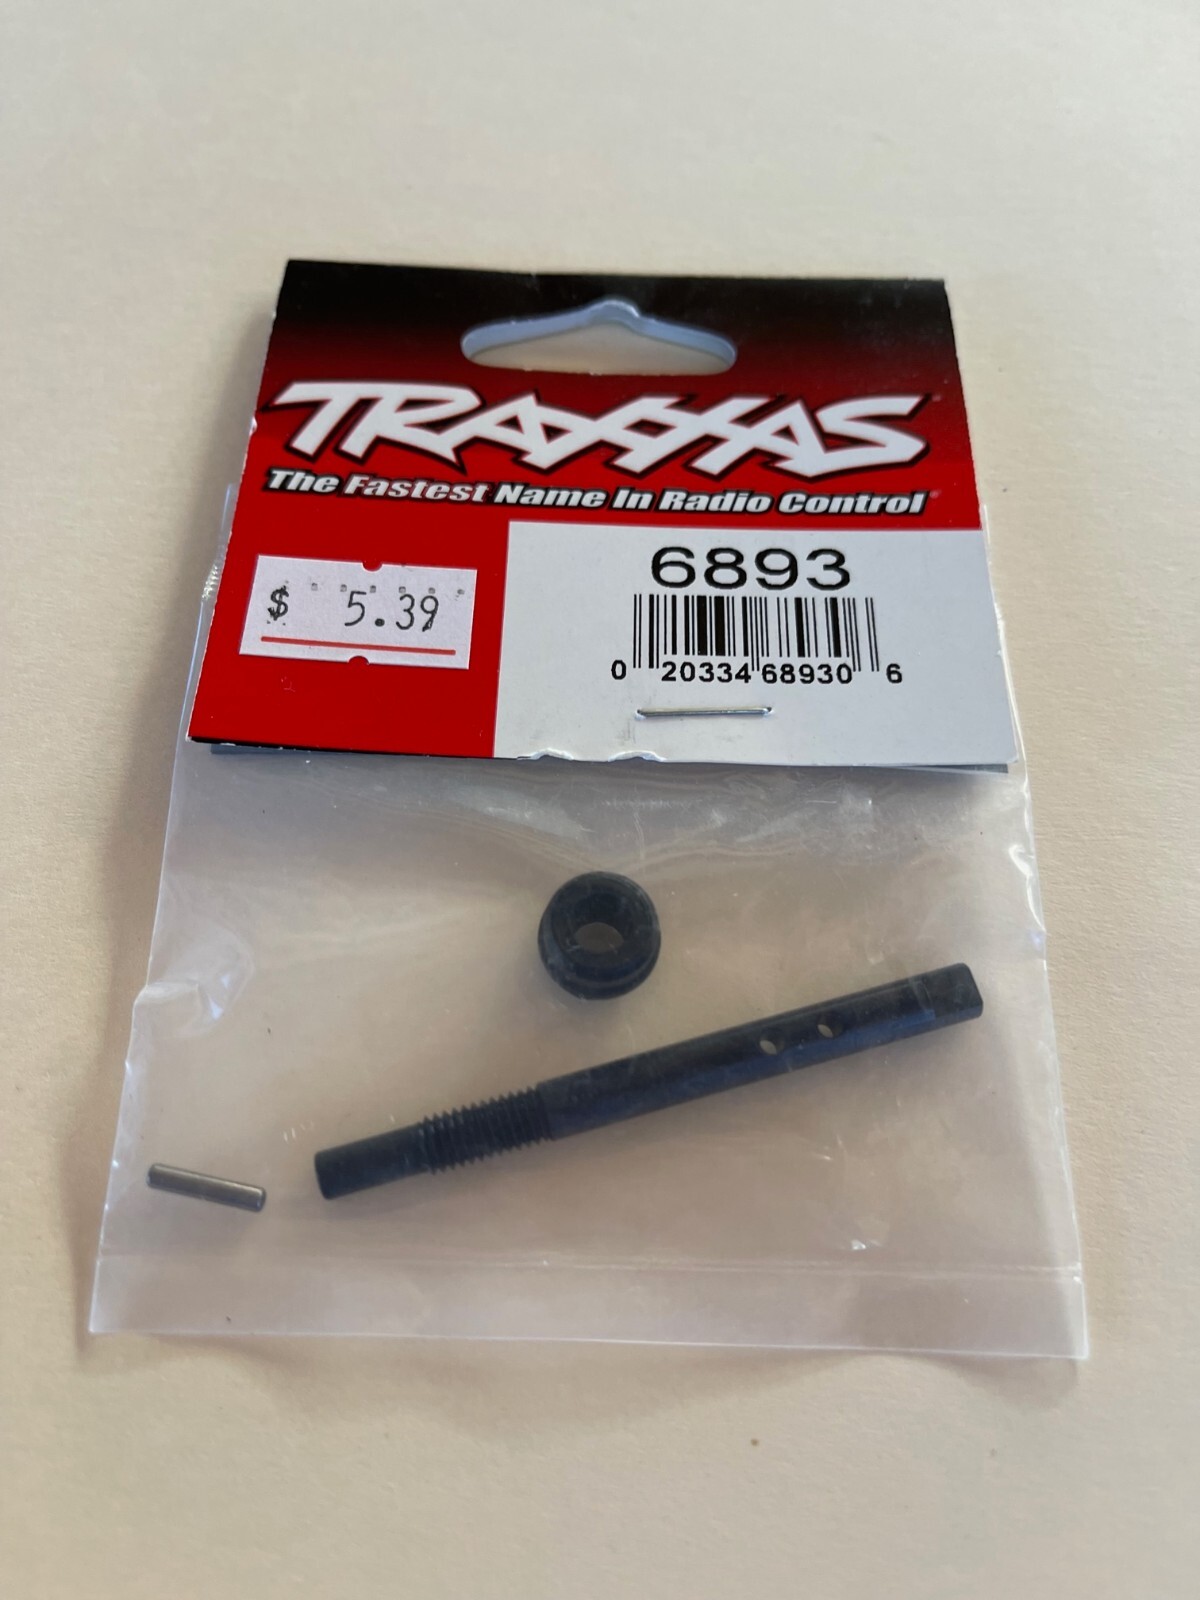 TRAXXAS
The Fastest Name In Radio Control
6893
$ 5.39
0 20334 68930 6